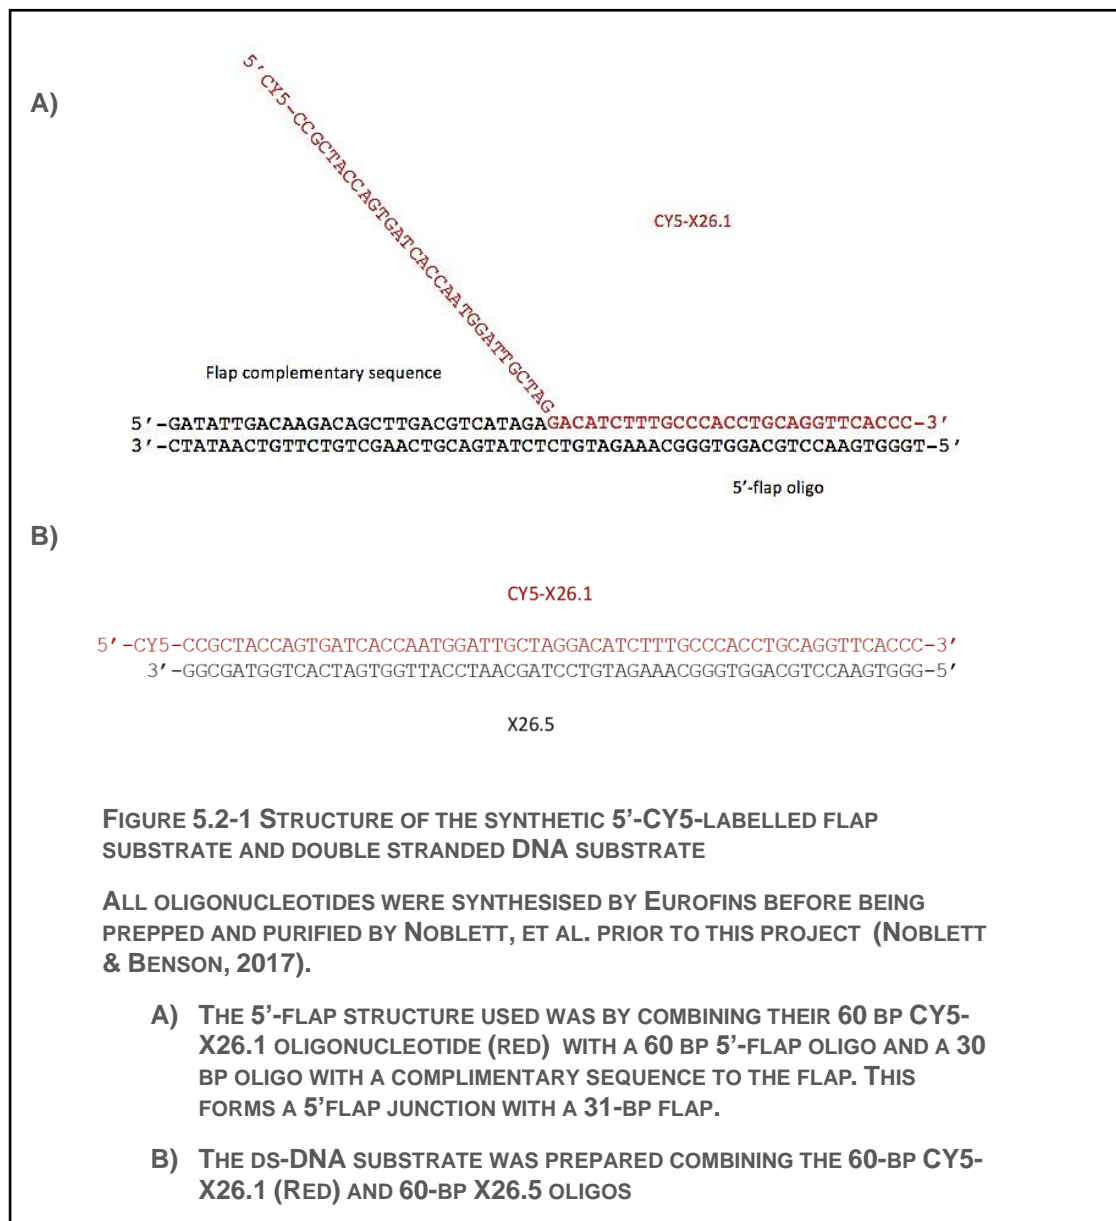 A)
5’CY5-CCGCTACCAGTGATCACCAATGGATTGCTAG
CY5-X26.1
Flap complementary sequence
5’-GATATTGACAAGACAGCTTGACGTCATAGAGACATCTTTGCCCACCTGCAGGTTCACCC-3’
3’-CTATAACTGTTCTGTCGAACTGCAGTATCTCTGTAGAAACGGGTGGACGTCCAAGTGGGT-5’
5’-flap oligo
B)
CY5-X26.1
5’-CY5-CCGCTACCAGTGATCACCAATGGATTGCTAGGACATCTTTGCCCACCTGCAGGTTCACCC-3’
3’-GGCGATGGTCACTAGTGGTTACCTAACGATCCTGTAGAAACGGGTGGACGTCCAAGTGGG-5’
X26.5
FIGURE 5.2-1 STRUCTURE OF THE SYNTHETIC 5’-CY5-LABELLED FLAP
SUBSTRATE AND DOUBLE STRANDED DNA SUBSTRATE
ALL OLIGONUCLEOTIDES WERE SYNTHESISED BY EUROFINS BEFORE BEING
PREPPED AND PURIFIED BY NOBLETT, ET AL. PRIOR TO THIS PROJECT (NOBLETT
& BENSON, 2017).
A) THE 5’-FLAP STRUCTURE USED WAS BY COMBINING THEIR 60 BP CY5-
X26.1 OLIGONUCLEOTIDE (RED) WITH A 60 BP 5’-FLAP OLIGO AND A 30
BP OLIGO WITH A COMPLIMENTARY SEQUENCE TO THE FLAP. THIS
FORMS A 5’FLAP JUNCTION WITH A 31-BP FLAP.
B) THE DS-DNA SUBSTRATE WAS PREPARED COMBINING THE 60-BP CY5-
X26.1 (RED) AND 60-BP X26.5 OLIGOS